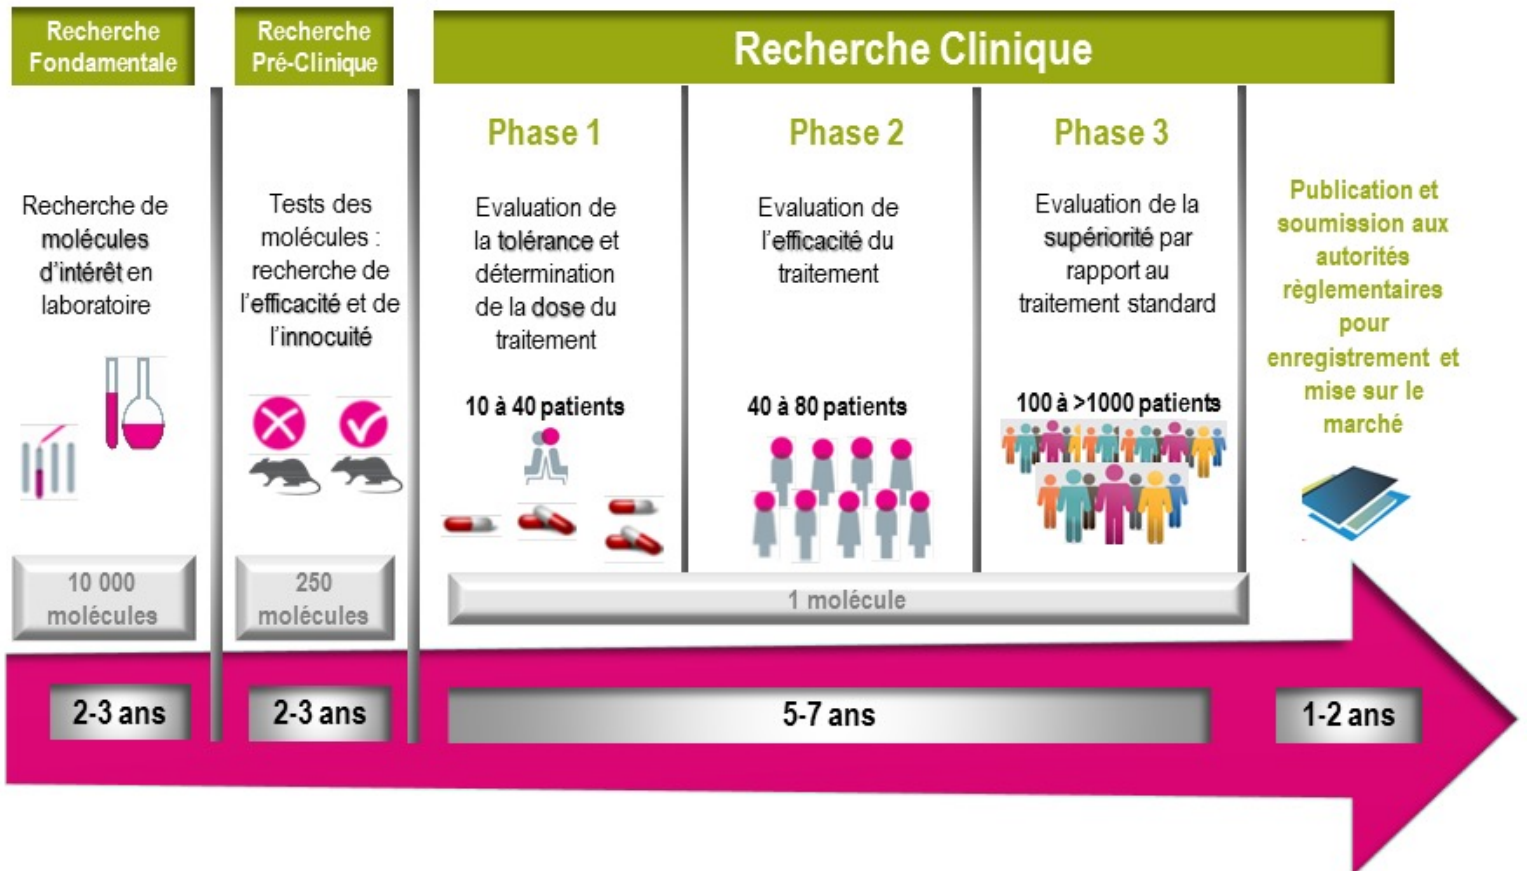 Recherche
Fondamentale
Recherche
Pré-Clinique
Recherche Clinique
Recherche de
molécules
d'intérêt en
laboratoire
Tests des
molécules :
recherche de
l'efficacité et de
l'innocuité
Phase 1
Evaluation de
la tolérance et
détermination
de la dose du
traitement
10 à 40 patients
Phase 2
Evaluation de
l'efficacité du
traitement
40 à 80 patients
Phase 3
Evaluation de la
supériorité par
rapport au
traitement standard
100 à >1000 patients
Publication et
soumission aux
autorités
règlementaires
pour
enregistrement et
mise sur le
marché
10 000
molécules
250
molécules
1 molécule
2-3 ans
2-3 ans
5-7 ans
1-2 ans